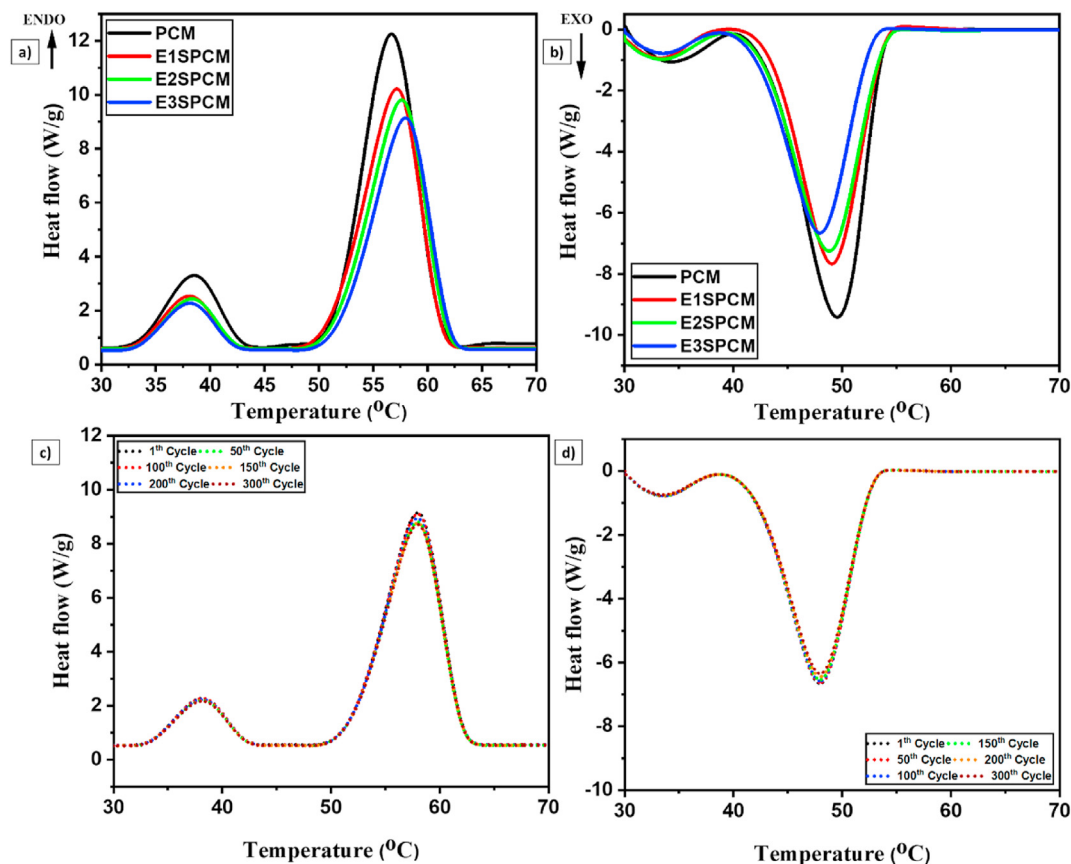 ENDO
a)
PCM
E1SPCM
E2SPCM
E3SPCM
Heat flow (W/g)
12
10
8
6
4
2
0
30 35 40 45 50 55 60 65 70
Temperature (⁰C)
EXO
b)
PCM
E1SPCM
E2SPCM
E3SPCM
Heat flow (W/g)
0
-2
-4
-6
-8
-10
30 40 50 60 70
Temperature (⁰C)
c)
1th Cycle 50th Cycle
100th Cycle 150th Cycle
200th Cycle 300th Cycle
Heat flow (W/g)
12
10
8
6
4
2
0
30 40 50 60 70
Temperature (⁰C)
d)
1th Cycle 150th Cycle
50th Cycle 200th Cycle
100th Cycle 300th Cycle
Heat flow (W/g)
0
-2
-4
-6
-8
-10
30 40 50 60 70
Temperature (⁰C)